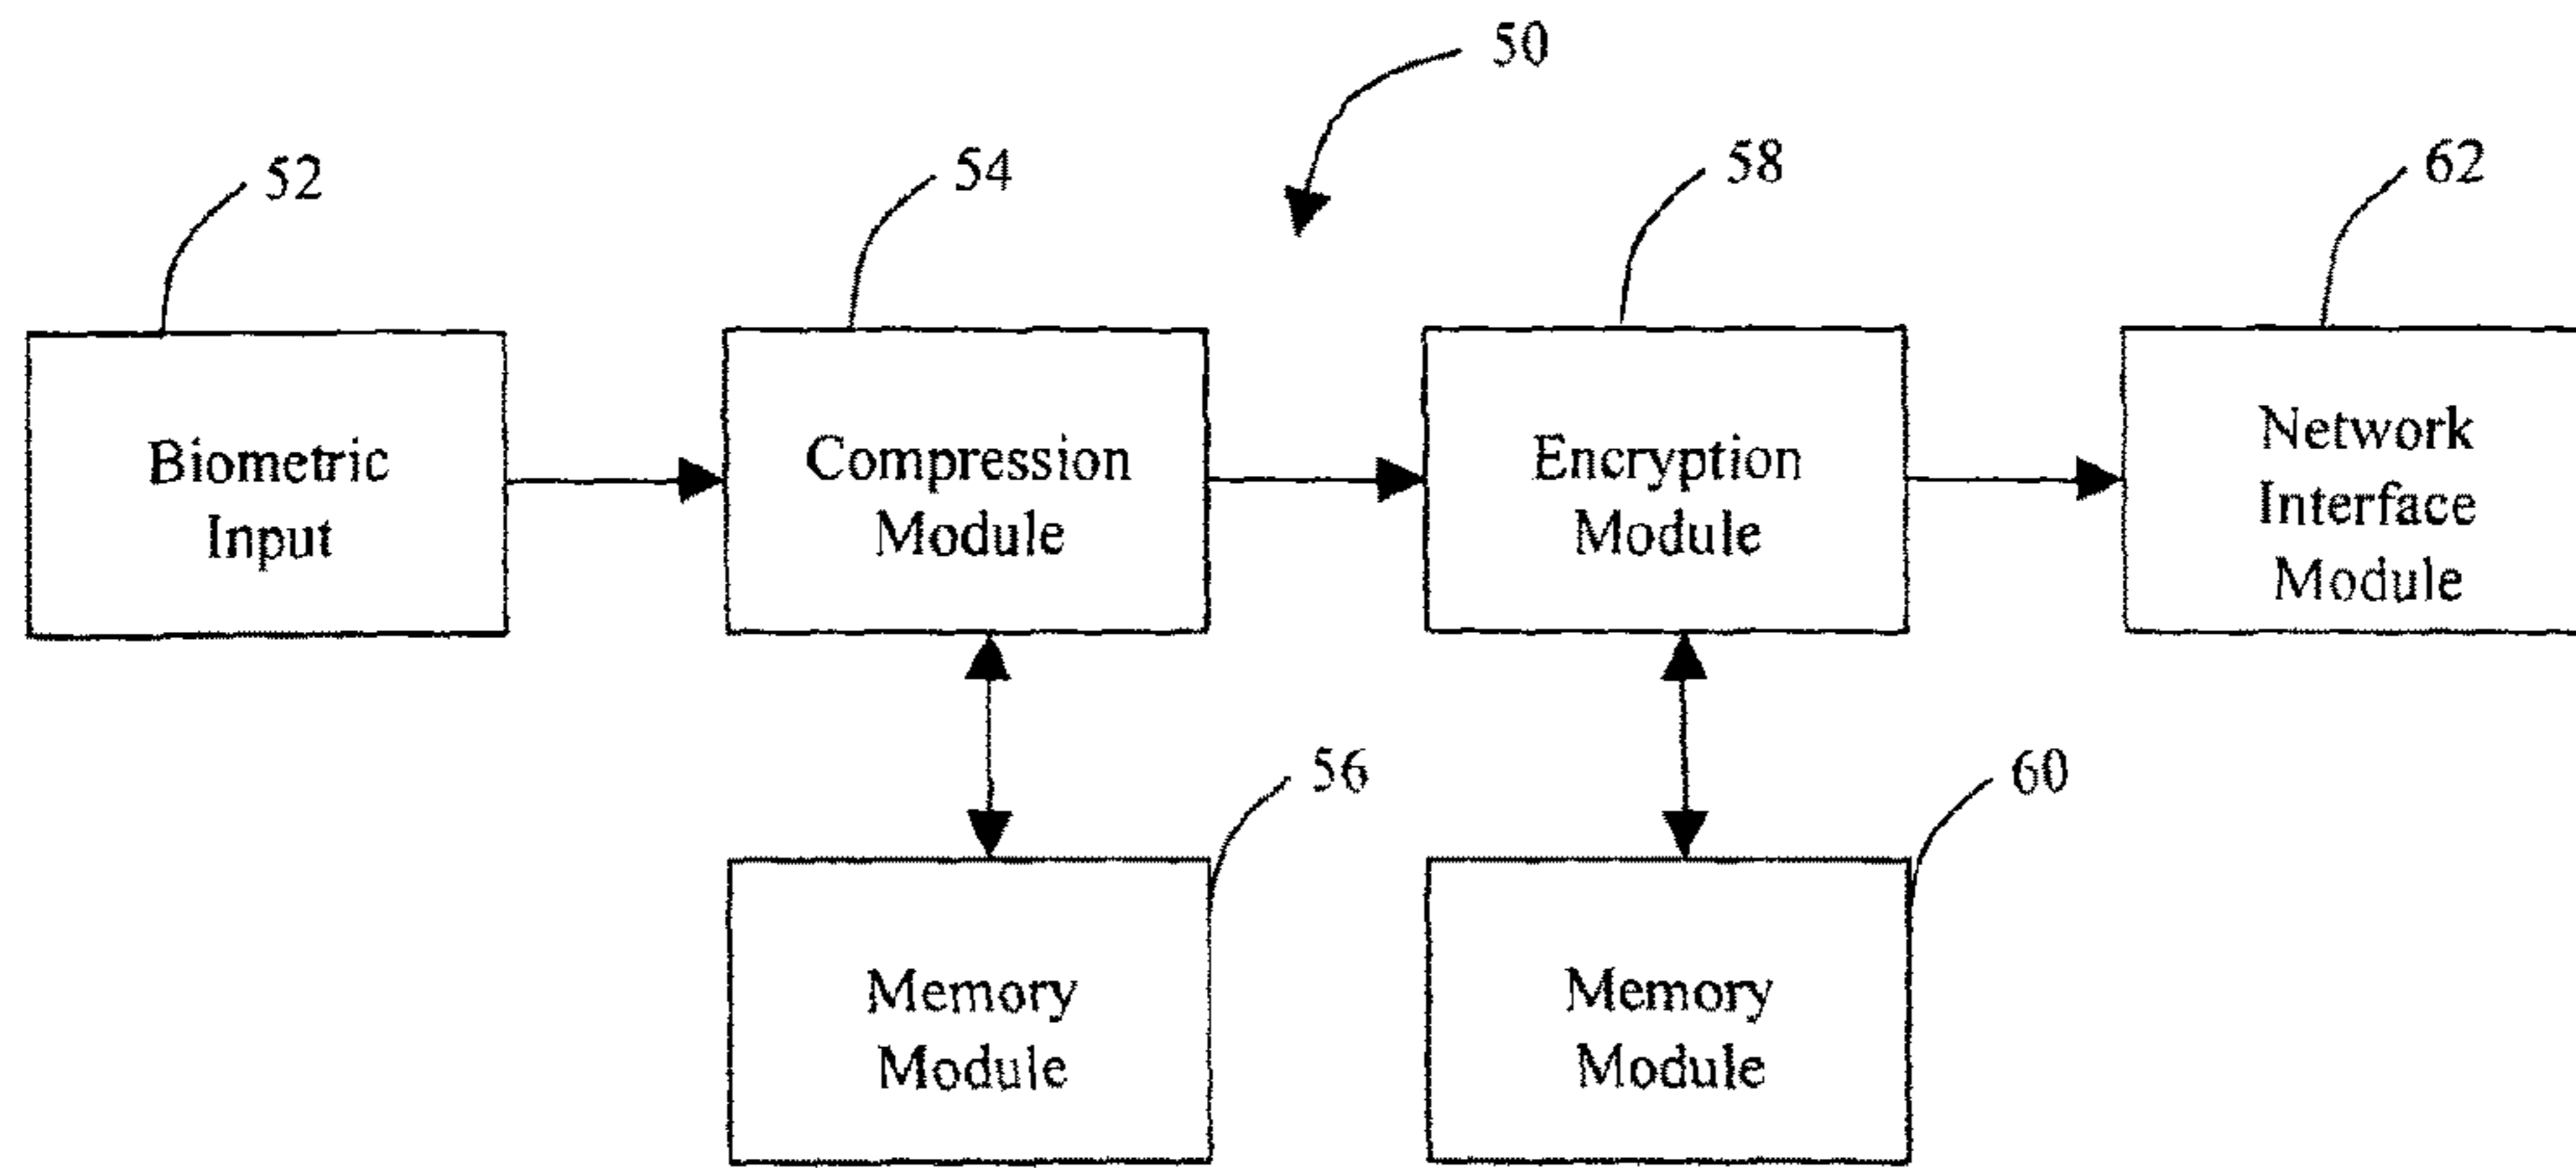 50
52
54
58
62
Biometric
Input
Compression
Module
Encryption
Module
Network
Interface
Module
56
60
Memory
Module
Memory
Module